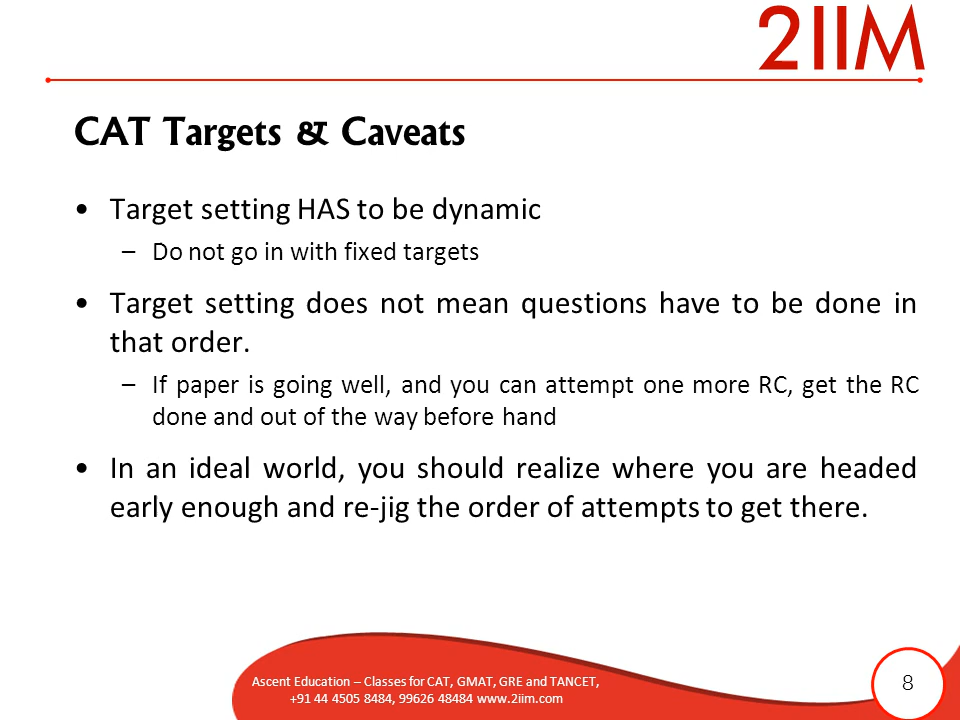 2IIM
CAT Targets & Caveats
• Target setting HAS to be dynamic
– Do not go in with fixed targets
• Target setting does not mean questions have to be done in
that order.
– If paper is going well, and you can attempt one more RC, get the RC
done and out of the way before hand
• In an ideal world, you should realize where you are headed
early enough and re-jig the order of attempts to get there.
Ascent Education – Classes for CAT, GMAT, GRE and TANCET,
+91 44 4505 8484, 99626 48484 www.2iim.com
8